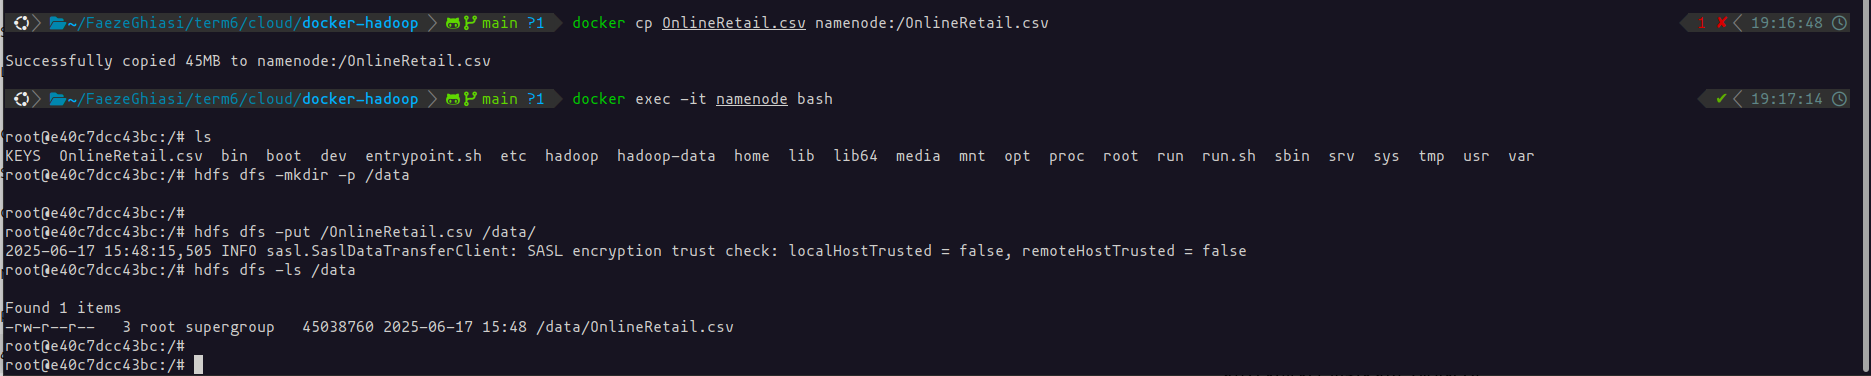 ~/FaezeGhiasi/term6/cloud/docker-hadoop main ?1 docker cp OnlineRetail.csv namenode:/OnlineRetail.csv 1 ✘ 19:16:48
Successfully copied 45MB to namenode:/OnlineRetail.csv
~/FaezeGhiasi/term6/cloud/docker-hadoop main ?1 docker exec -it namenode bash ✔ 19:17:14
root@e40c7dcc43bc:/# ls
KEYS OnlineRetail.csv bin boot dev entrypoint.sh etc hadoop hadoop-data home lib lib64 media mnt opt proc root run run.sh sbin srv sys tmp usr var
root@e40c7dcc43bc:/# hdfs dfs -mkdir -p /data
root@e40c7dcc43bc:/#
root@e40c7dcc43bc:/# hdfs dfs -put /OnlineRetail.csv /data/
2025-06-17 15:48:15,505 INFO sasl.SaslDataTransferClient: SASL encryption trust check: localHostTrusted = false, remoteHostTrusted = false
root@e40c7dcc43bc:/# hdfs dfs -ls /data
Found 1 items
-rw-r--r-- 3 root supergroup 45038760 2025-06-17 15:48 /data/OnlineRetail.csv
root@e40c7dcc43bc:/#
root@e40c7dcc43bc:/#